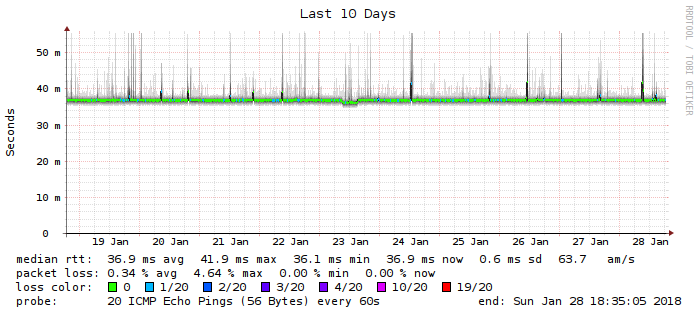 Last 10 Days
RRDTOOL / TOBI OETIKER
Seconds
50 m
40 m
30 m
20 m
10 m
0
19 Jan 20 Jan 21 Jan 22 Jan 23 Jan 24 Jan 25 Jan 26 Jan 27 Jan 28 Jan
median rtt: 36.9 ms avg 41.9 ms max 36.1 ms min 36.9 ms now 0.6 ms sd 63.7 am/s
packet loss: 0.34 % avg 4.64 % max 0.00 % min 0.00 % now
loss color: 0 1/20 2/20 3/20 4/20 10/20 19/20
probe: 20 ICMP Echo Pings (56 Bytes) every 60s end: Sun Jan 28 18:35:05 2018